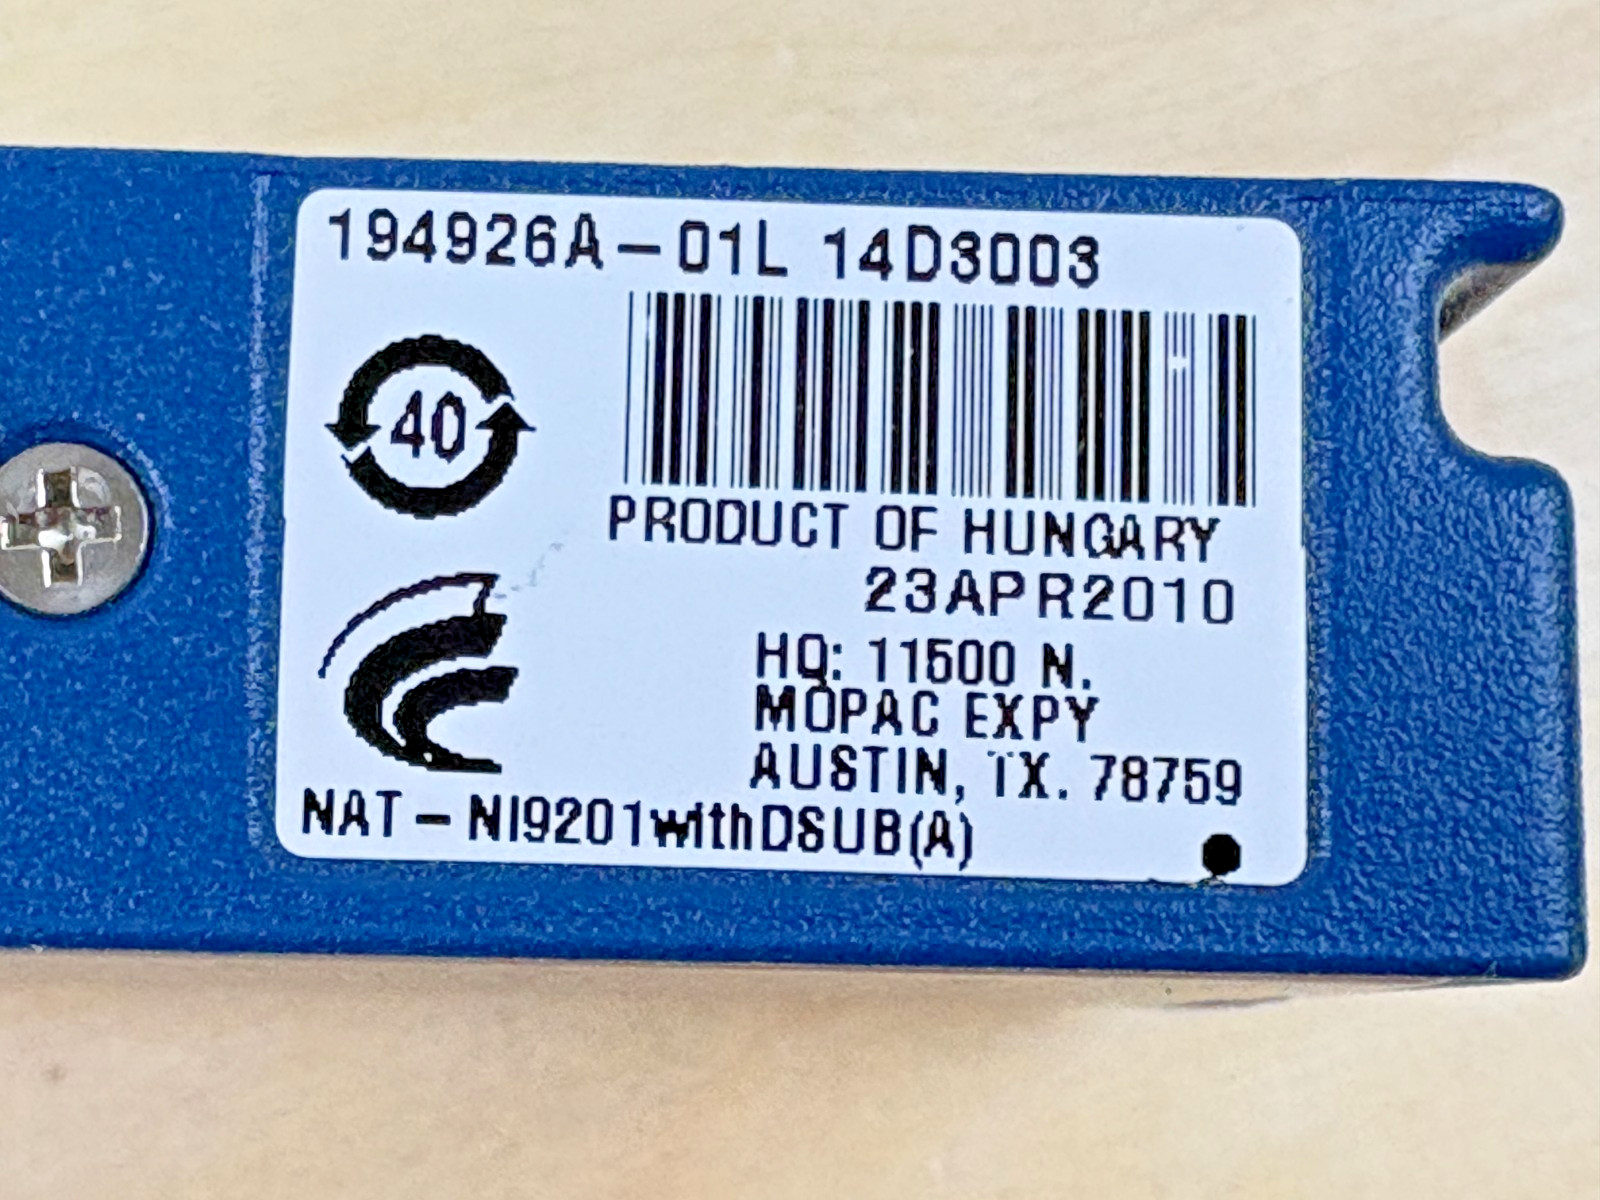 194926A-01L 14D3003
40
PRODUCT OF HUNGARY
23APR2010
HQ: 11500 N.
MOPAC EXPY
AUSTIN, TX. 78759
NAT-NI9201withDSUB(A)